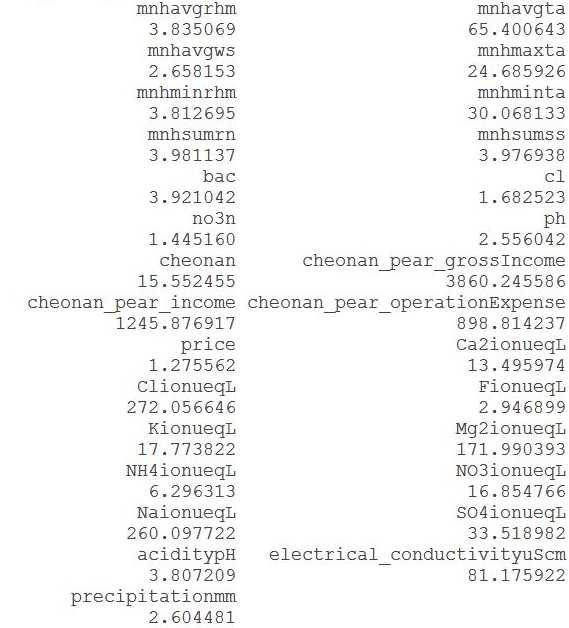 mnhavgrhm mnhavgta
3.835069 65.400643
mnhavgws mnhmaxta
2.658153 24.685926
mnhminrhm mnhminta
3.812695 30.068133
mnhsumrn mnhsumss
3.981137 3.976938
bac cl
3.921042 1.682523
no3n ph
1.445160 2.556042
cheonan cheonan_pear_grossIncome
15.552455 3860.245586
cheonan_pear_income cheonan_pear_operationExpense
1245.876917 898.814237
price Ca2ionueqL
1.275562 13.495974
ClionueqL FionueqL
272.056646 2.946899
KionueqL Mg2ionueqL
17.773822 171.990393
NH4ionueqL NO3ionueqL
6.296313 16.854766
NaionueqL SO4ionueqL
260.097722 33.518982
aciditypH electrical_conductivityuScm
3.807209 81.175922
precipitationmm
2.604481